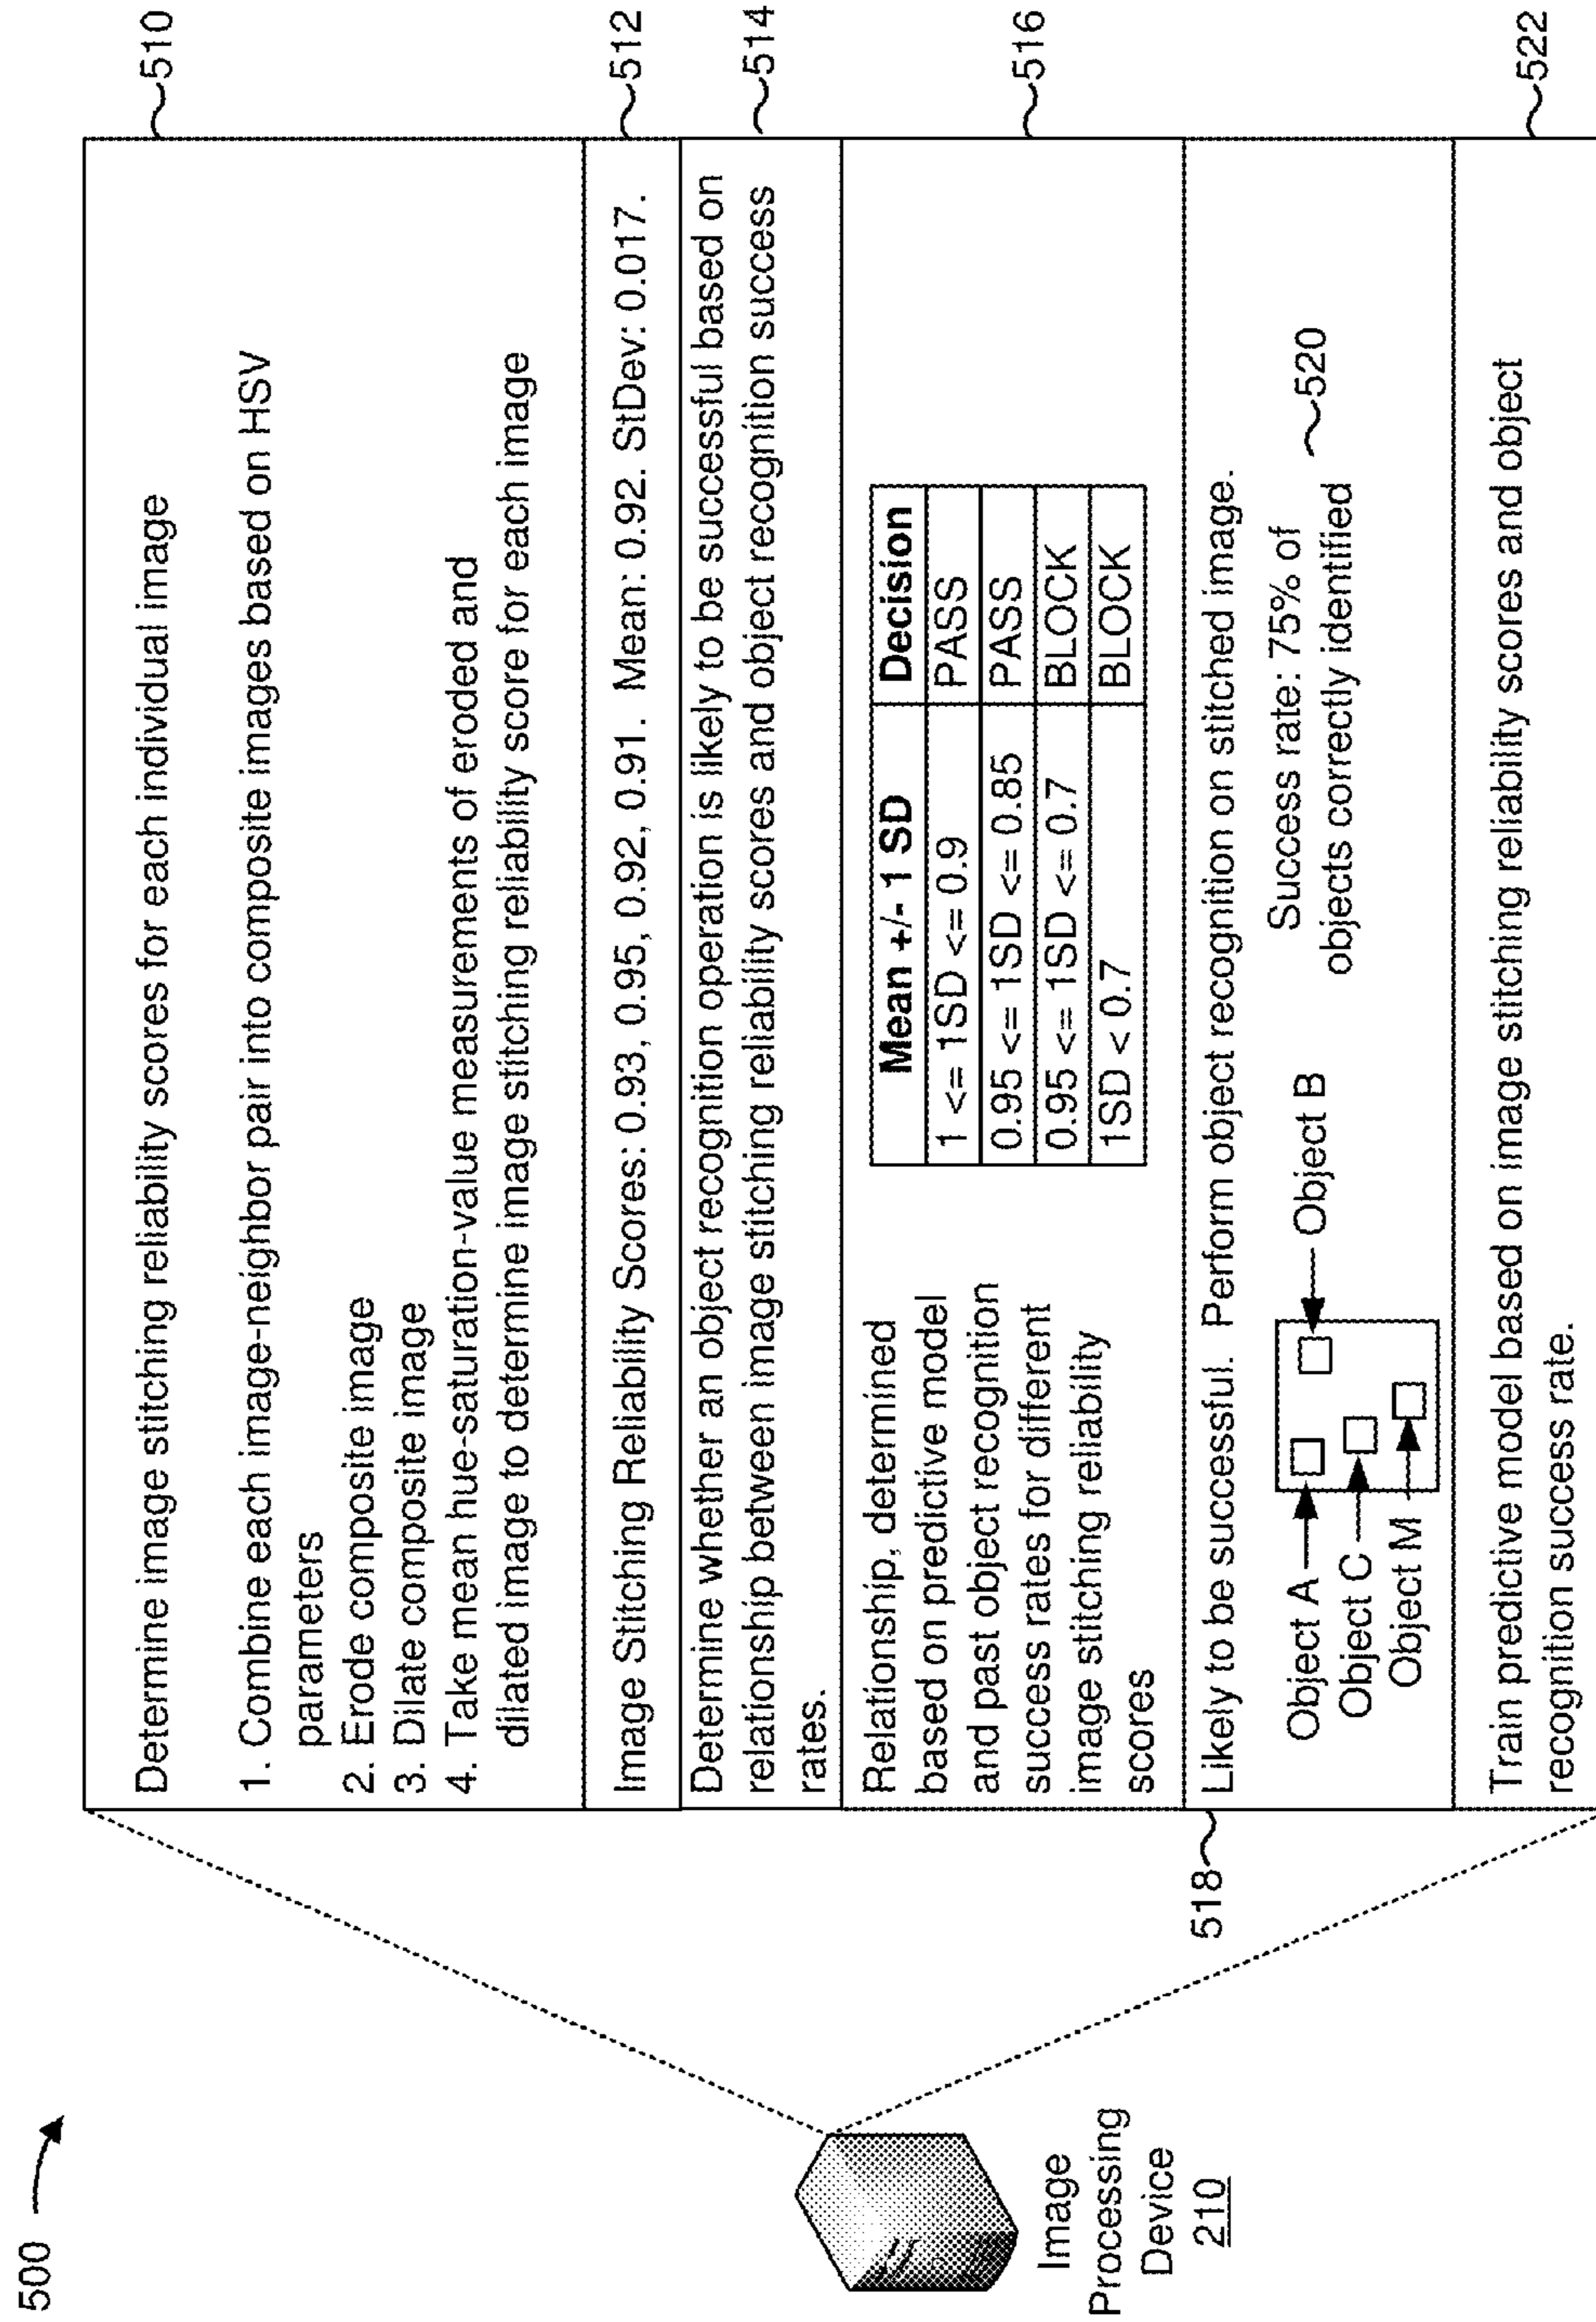 500
Image
Processing
Device
210
Determine image stitching reliability scores for each individual image
1. Combine each image-neighbor pair into composite images based on HSV
parameters
2. Erode composite image
3. Dilate composite image
4. Take mean hue-saturation-value measurements of eroded and
dilated image to determine image stitching reliability score for each image
510
Image Stitching Reliability Scores: 0.93, 0.95, 0.92, 0.91. Mean: 0.92. StDev: 0.017.
512
Determine whether an object recognition operation is likely to be successful based on
relationship between image stitching reliability scores and object recognition success
rates.
514
Relationship, determined
based on predictive model
and past object recognition
success rates for different
image stitching reliability
scores
Mean +/- 1 SD Decision
1 <= 1SD <= 0.9 PASS
0.95 <= 1SD <= 0.85 PASS
0.95 <= 1SD <= 0.7 BLOCK
1SD < 0.7 BLOCK
516
518
Likely to be successful. Perform object recognition on stitched image.
Object A
Object B
Object C
Object M
Success rate: 75% of
objects correctly identified
520
Train predictive model based on image stitching reliability scores and object
recognition success rate.
522